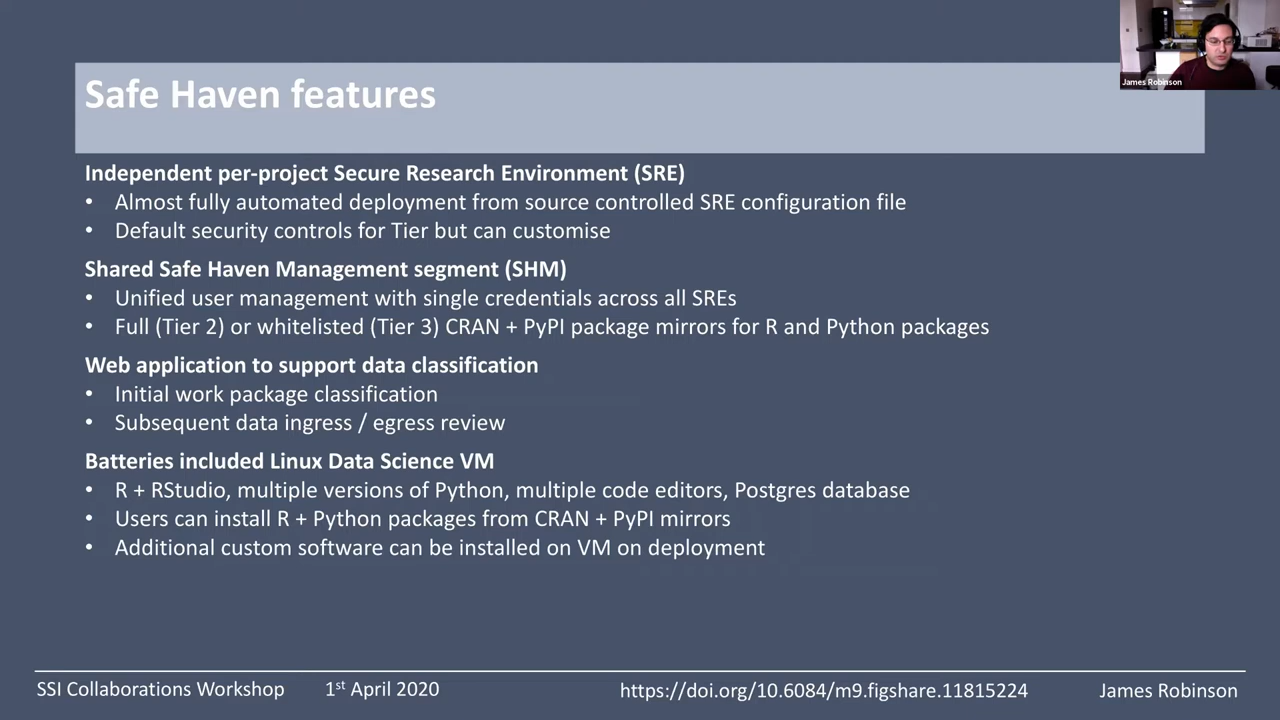 James Robinson
Safe Haven features
Independent per-project Secure Research Environment (SRE)
• Almost fully automated deployment from source controlled SRE configuration file
• Default security controls for Tier but can customise
Shared Safe Haven Management segment (SHM)
• Unified user management with single credentials across all SREs
• Full (Tier 2) or whitelisted (Tier 3) CRAN + PyPI package mirrors for R and Python packages
Web application to support data classification
• Initial work package classification
• Subsequent data ingress / egress review
Batteries included Linux Data Science VM
• R + RStudio, multiple versions of Python, multiple code editors, Postgres database
• Users can install R + Python packages from CRAN + PyPI mirrors
• Additional custom software can be installed on VM on deployment
SSI Collaborations Workshop 1st April 2020 https://doi.org/10.6084/m9.figshare.11815224 James Robinson